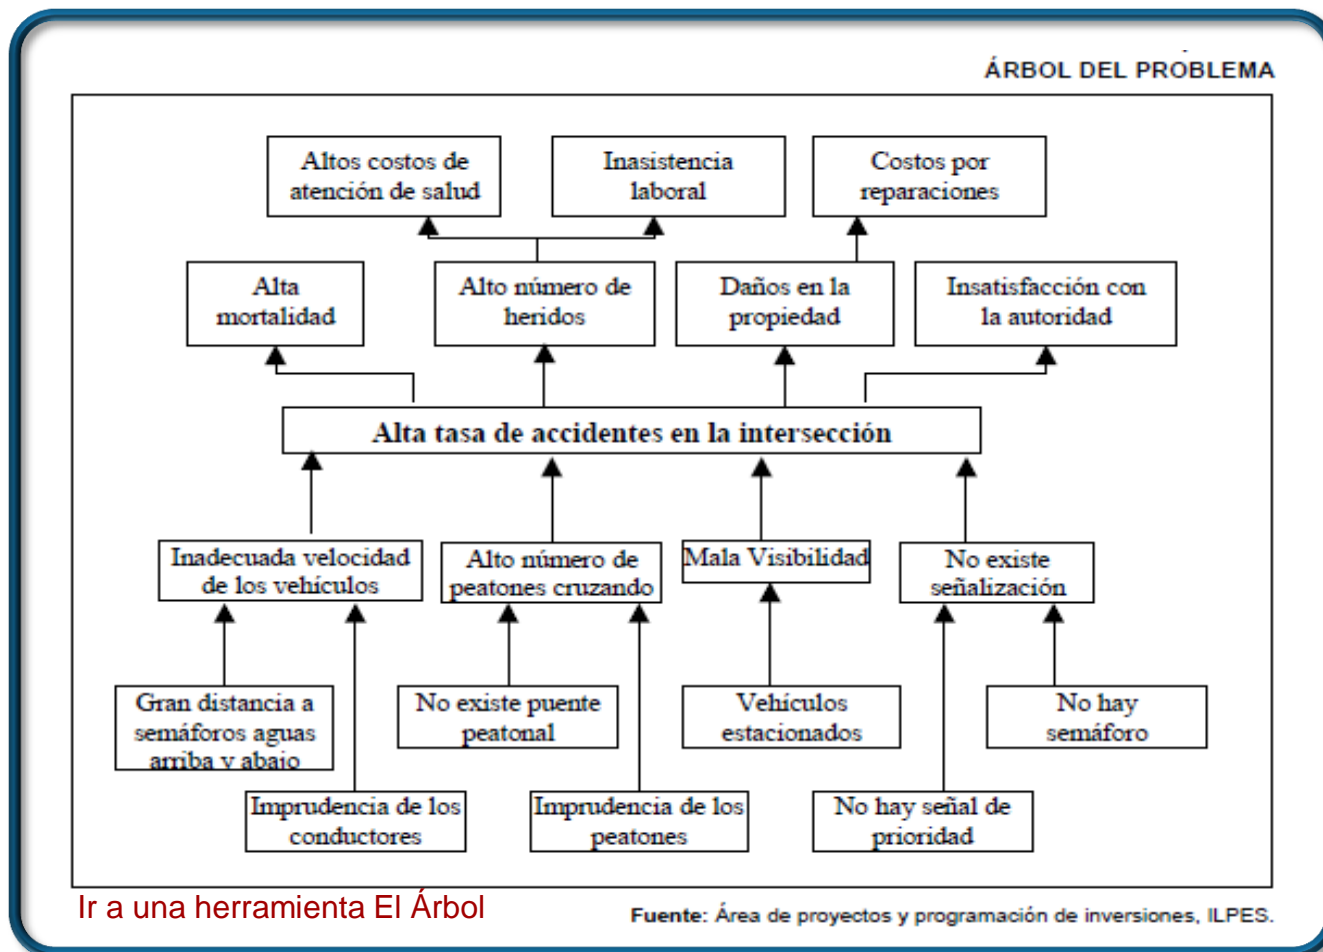 ÁRBOL DEL PROBLEMA
Altos costos de
atención de salud
Inasistencia
laboral
Costos por
reparaciones
Alta
mortalidad
Alto número de
heridos
Daños en la
propiedad
Insatisfacción con
la autoridad
Alta tasa de accidentes en la intersección
Inadecuada velocidad
de los vehículos
Alto número de
peatones cruzando
Mala Visibilidad
No existe
señalización
Gran distancia a
semáforos aguas
arriba y abajo
No existe puente
peatonal
Vehículos
estacionados
No hay
semáforo
Imprudencia de los
conductores
Imprudencia de los
peatones
No hay señal de
prioridad
Ir a una herramienta El Árbol
Fuente: Área de proyectos y programación de inversiones, ILPES.